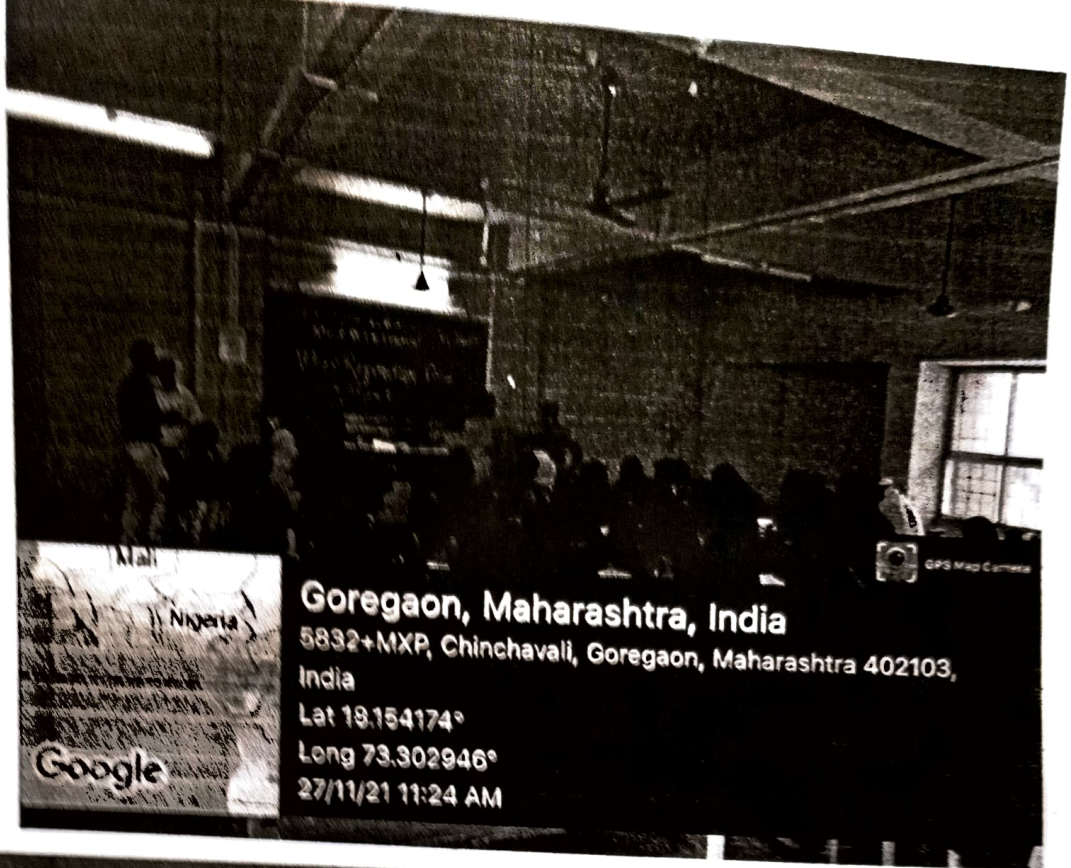 Mali
Nigeria
Google
GPS Map Camera
Goregaon, Maharashtra, India
5832+MXP, Chinchavali, Goregaon, Maharashtra 402103,
India
Lat 18.154174°
Long 73.302946°
27/11/21 11:24 AM